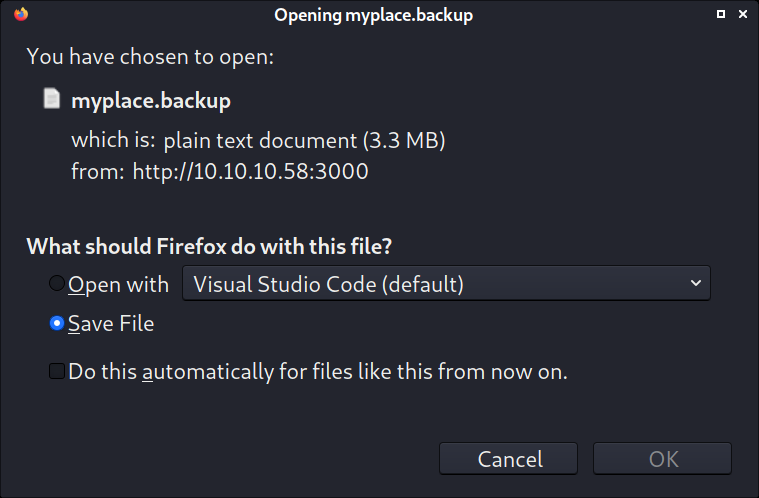 Opening myplace.backup
You have chosen to open:
myplace.backup
which is: plain text document (3.3 MB)
from: http://10.10.10.58:3000
What should Firefox do with this file?
Open with Visual Studio Code (default)
Save File
Do this automatically for files like this from now on.
Cancel OK